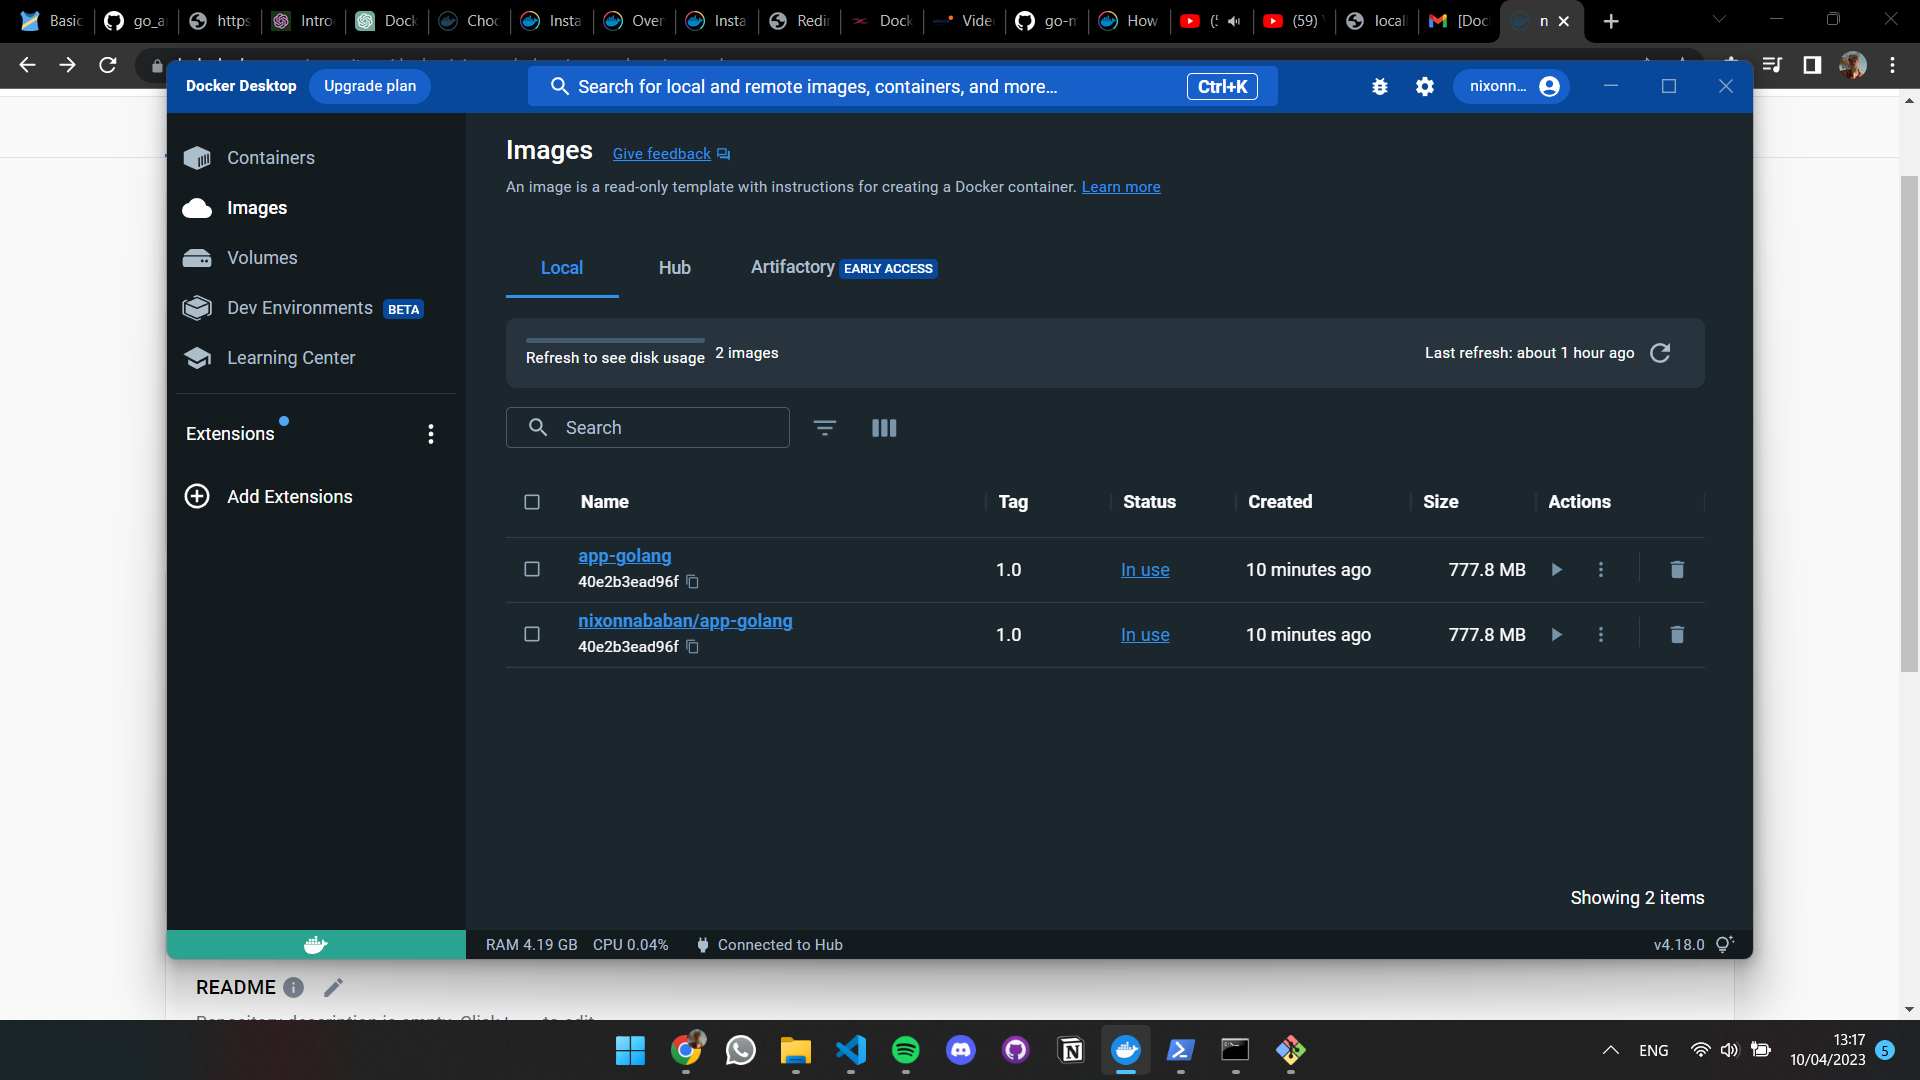 Basic
go_a
https
Intro
Dock
Choc
Insta
Over
Insta
Redir
Dock
Vide
go-m
How
(5
(59)
locall
[Doc
n
Docker Desktop
Upgrade plan
Search for local and remote images, containers, and more...
Ctrl+K
nixonn...
Containers
Images
Volumes
Dev Environments BETA
Learning Center
Extensions
Add Extensions
Images
Give feedback
An image is a read-only template with instructions for creating a Docker container. Learn more
Local
Hub
Artifactory EARLY ACCESS
Refresh to see disk usage
2 images
Last refresh: about 1 hour ago
Search
Name Tag Status Created Size Actions
app-golang
40e2b3ead96f
1.0 In use 10 minutes ago 777.8 MB
nixonnababan/app-golang
40e2b3ead96f
1.0 In use 10 minutes ago 777.8 MB
Showing 2 items
RAM 4.19 GB CPU 0.04% Connected to Hub
v4.18.0
README
Repository description is empty. Click
ENG
13:17
10/04/2023
5